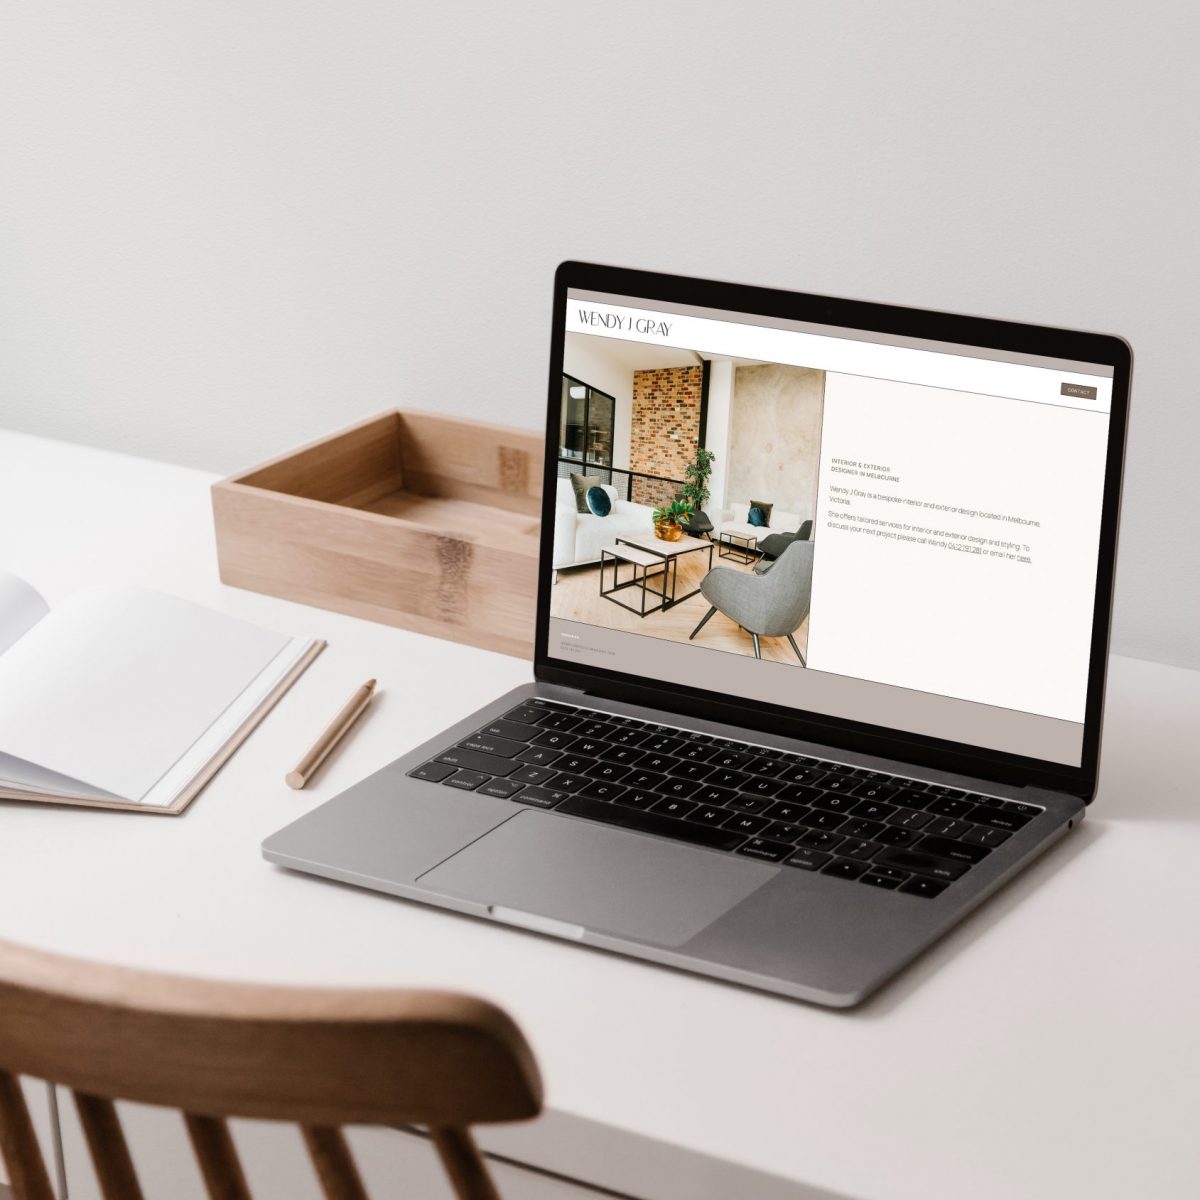 WENDY J GRAY
CONTACT
INTERIOR & EXTERIOR
DESIGNER IN MELBOURNE
Wendy J Gray is a bespoke interior and exterior design located in Melbourne,
Victoria.
She offers tailored services for interior and exterior design and styling. To
discuss your next project please call Wendy 0412 191 281 or email her here.
tab
caps lock
shift
fn
control
option
command
Q W E R T Y U I O P
A S D F G H J K L
Z X C V B N M
command
option
delete
return
shift